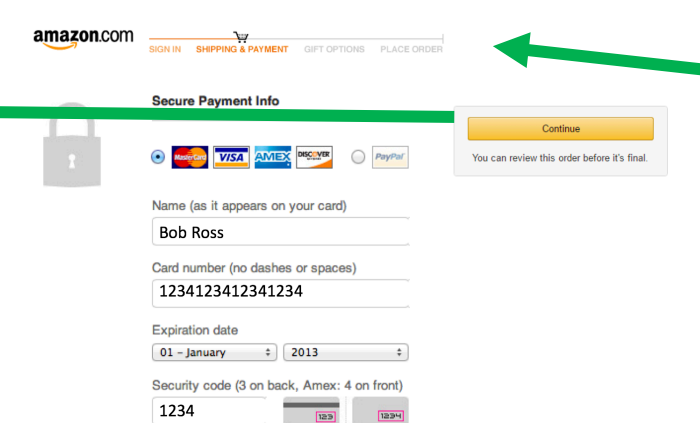 amazon.com
SIGN IN SHIPPING & PAYMENT GIFT OPTIONS PLACE ORDER
Secure Payment Info
Continue
You can review this order before it's final.
MasterCard VISA AMEX DISCOVER NETWORK PayPal
Name (as it appears on your card)
Bob Ross
Card number (no dashes or spaces)
1234123412341234
Expiration date
01 – January 2013
Security code (3 on back, Amex: 4 on front)
1234 123 1234